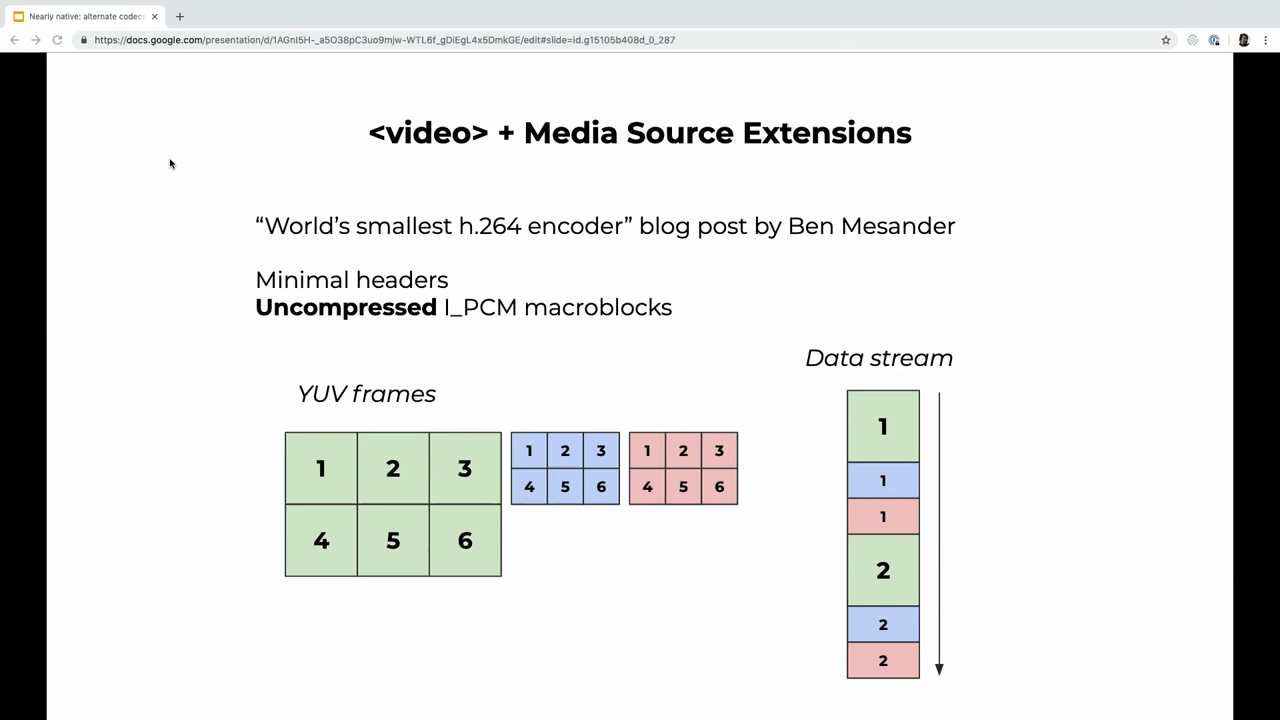 Nearly native: alternate codec
https://docs.google.com/presentation/d/1AGnI5H-_a5O38pC3uo9mjw-WTL6f_gDiEgL4x5DmkGE/edit#slide=id.g15105b408d_0_287
<video> + Media Source Extensions
“World’s smallest h.264 encoder” blog post by Ben Mesander
Minimal headers
Uncompressed I_PCM macroblocks
Data stream
YUV frames
1 2 3 1 2 3 1 2 3
4 5 6 4 5 6 4 5 6
1
1
1
2
2
2